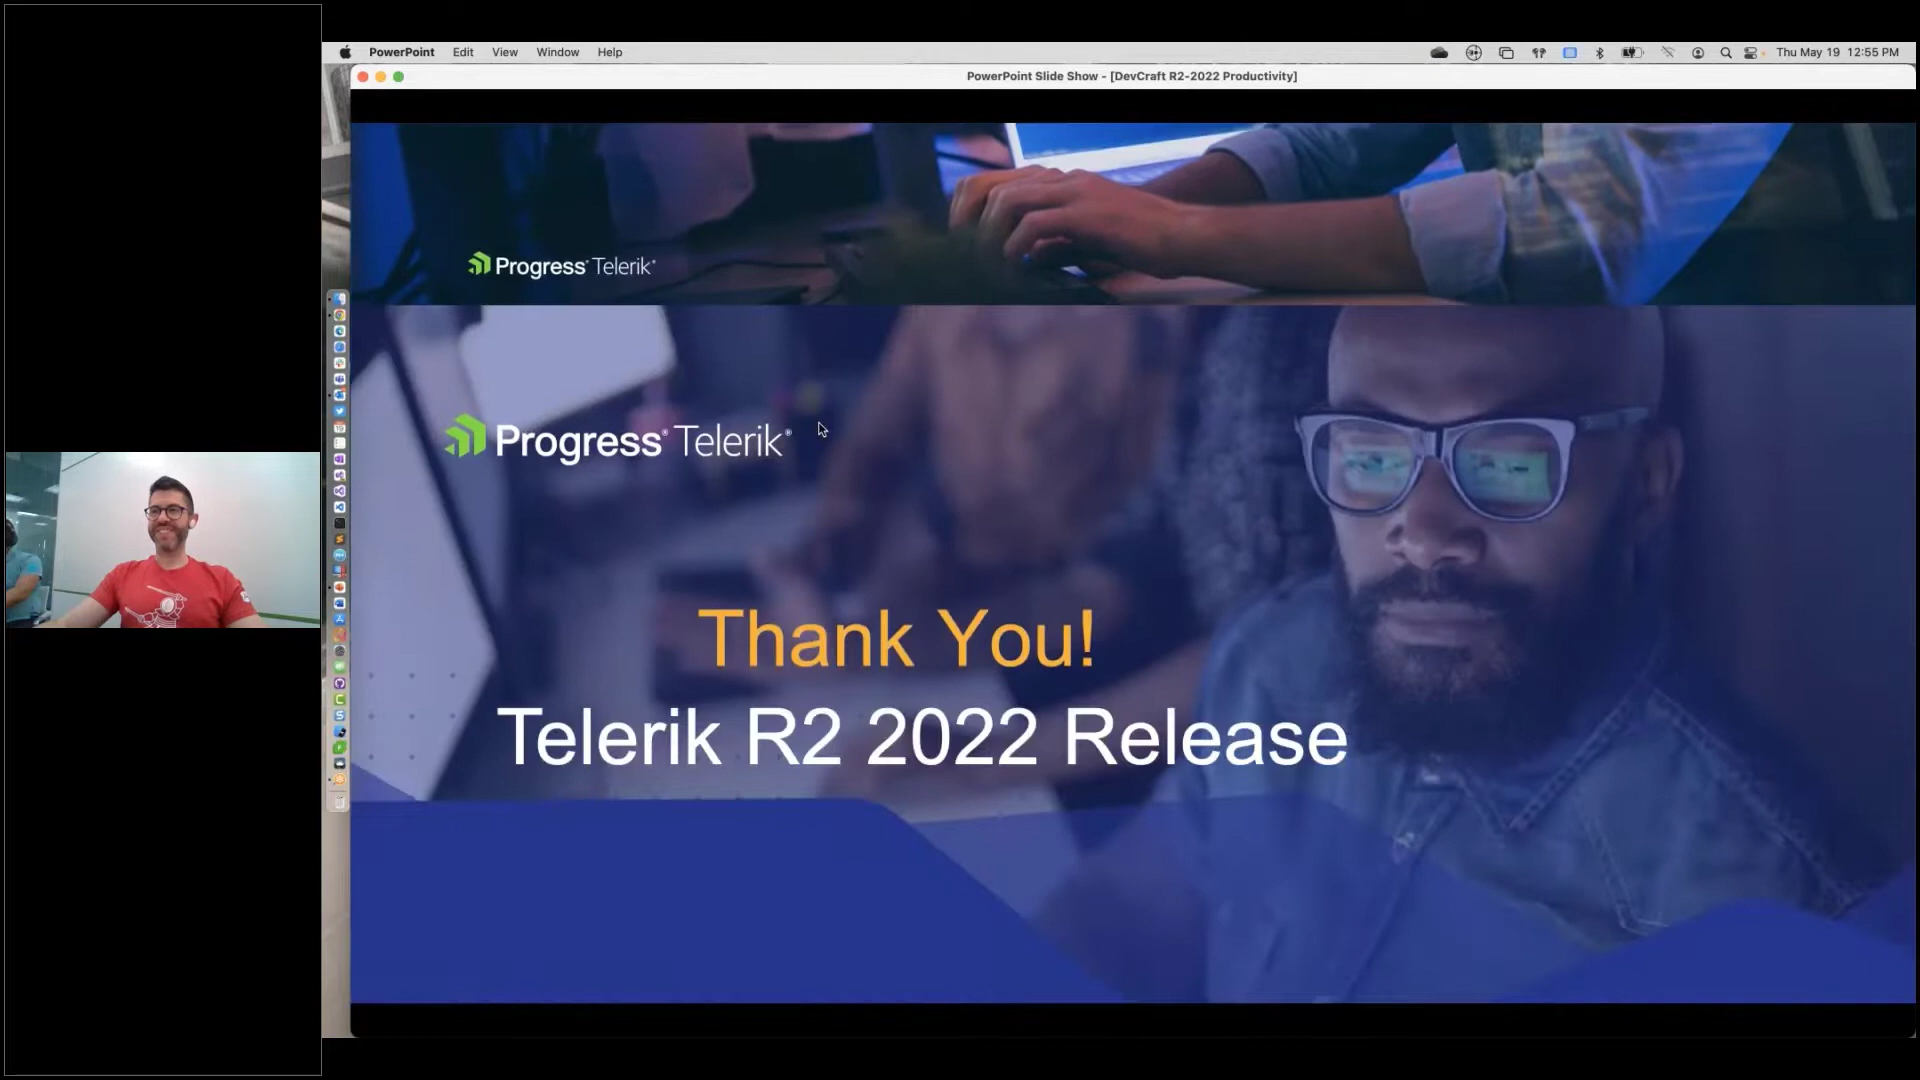 PowerPoint Edit View Window Help
Thu May 19 12:55 PM
PowerPoint Slide Show - [DevCraft R2-2022 Productivity]
Progress® Telerik®
Progress® Telerik®
Thank You!
Telerik R2 2022 Release